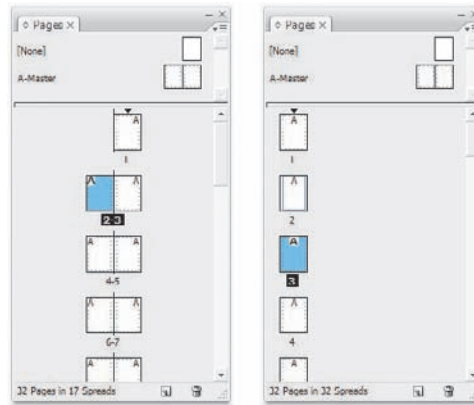 Pages
[None]
A-Master
A
1
A A
2 3
A A
4-5
A A
6-7
A A
32 Pages in 17 Spreads
Pages
[None]
A-Master
A
1
A
2
A
3
A
4
A
32 Pages in 32 Spreads